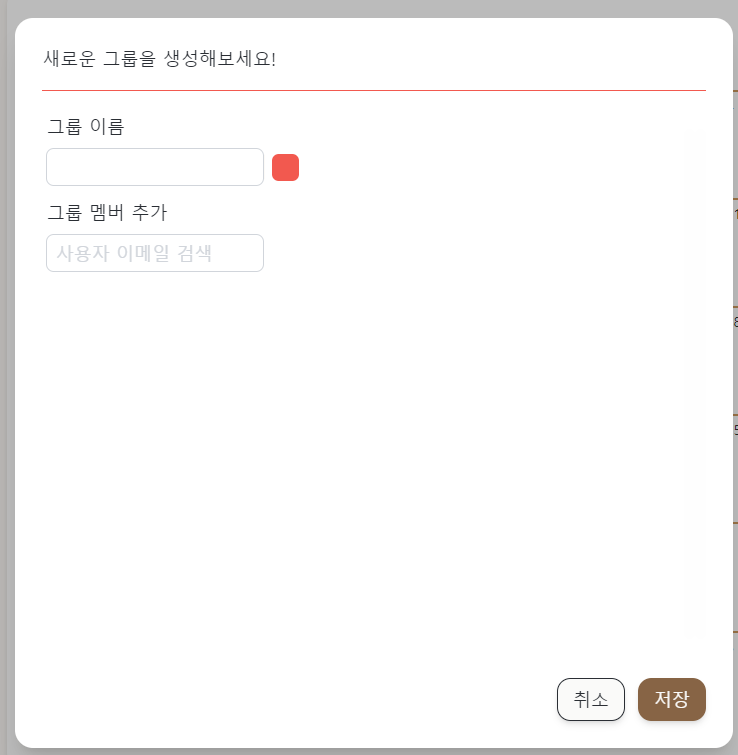 새로운 그룹을 생성해보세요!
그룹 이름
그룹 멤버 추가
사용자 이메일 검색
취소 저장